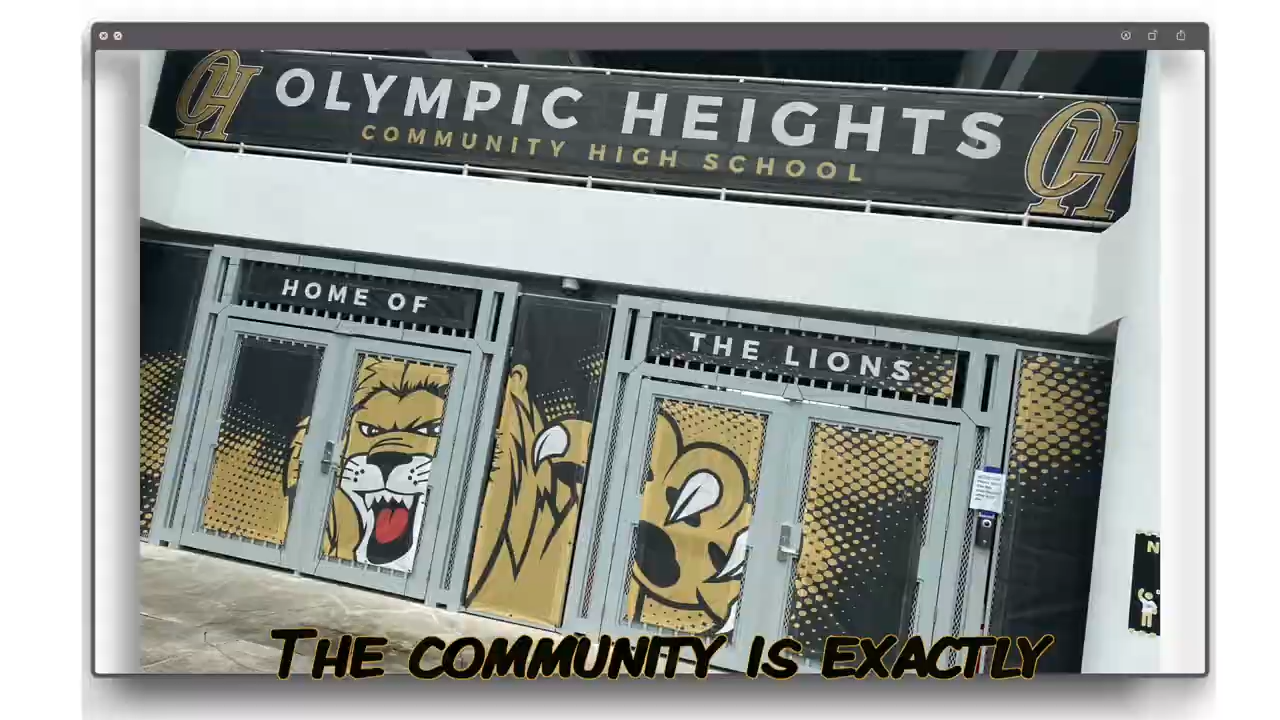 OH OLYMPIC HEIGHTS OH
COMMUNITY HIGH SCHOOL
HOME OF
THE LIONS
N
THE COMMUNITY IS EXACTLY